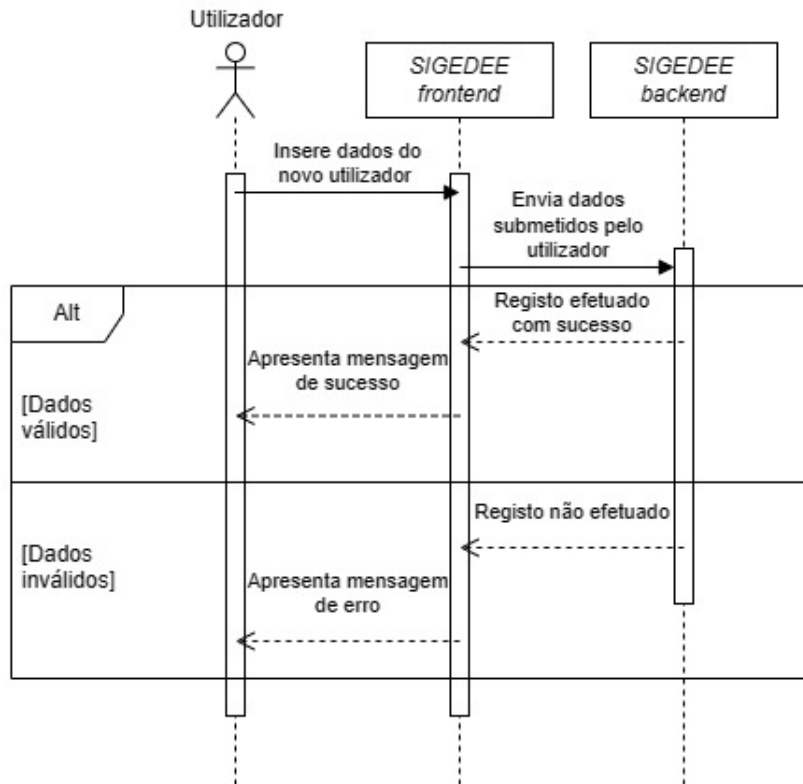 Utilizador
SIGEDEE
frontend
SIGEDEE
backend
Insere dados do
novo utilizador
Envia dados
submetidos pelo
utilizador
Alt
Registo efetuado
com sucesso
Apresenta mensagem
de sucesso
[Dados
válidos]
Registo não efetuado
[Dados
inválidos]
Apresenta mensagem
de erro